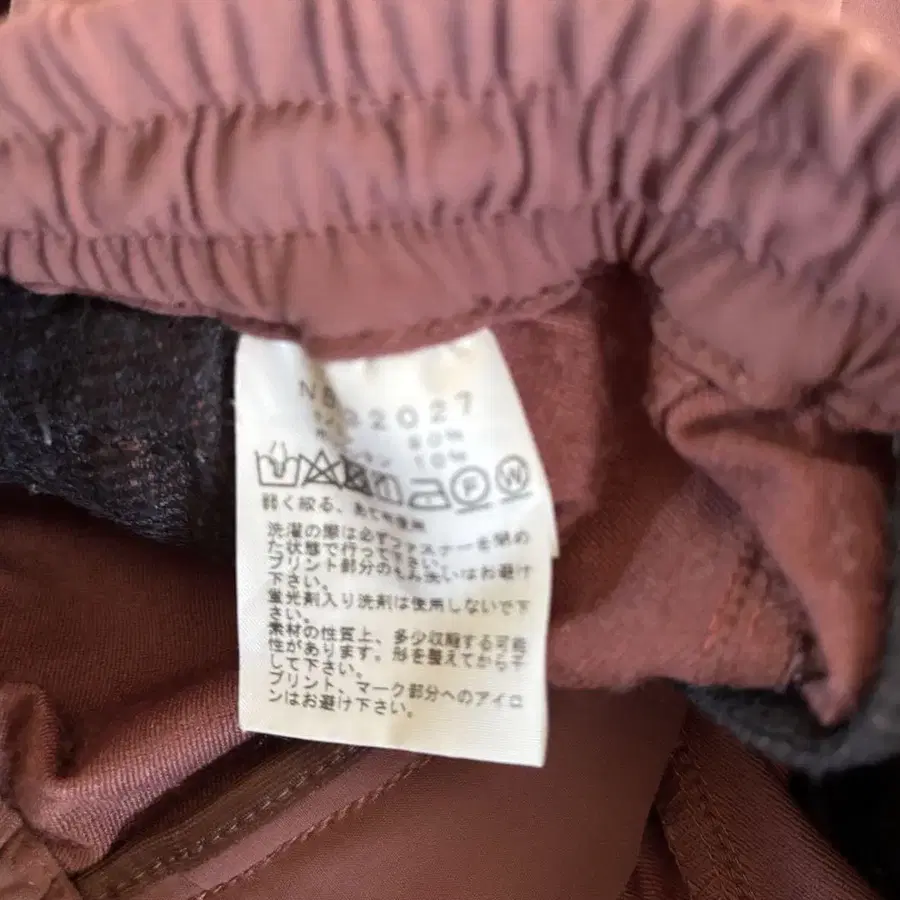 2027
弱く絞る、あて布使用
洗濯の際は必ずファスナーを閉め
た状態で行って下さい。
プリント部分のもみ洗いはお避け
下さい。
蛍光剤入り洗剤は使用しないで下
さい。
素材の性質上、多少収縮する可能
性があります。形を整えてから干
して下さい。
プリント、マーク部分へのアイロ
ンはお避け下さい。